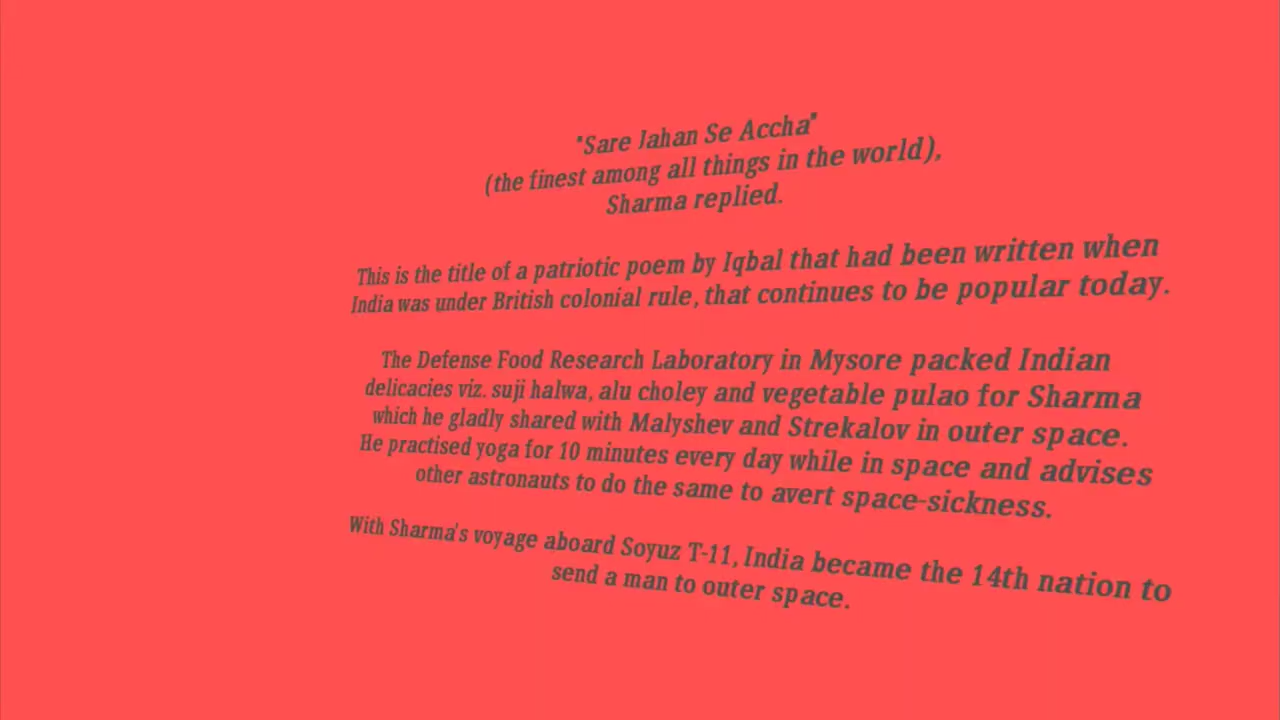 "Sare Jahan Se Accha"
(the finest among all things in the world),
Sharma replied.
This is the title of a patriotic poem by Iqbal that had been written when
India was under British colonial rule, that continues to be popular today.
The Defense Food Research Laboratory in Mysore packed Indian
delicacies viz. suji halwa, alu choley and vegetable pulao for Sharma
which he gladly shared with Malyshev and Strekalov in outer space.
He practised yoga for 10 minutes every day while in space and advises
other astronauts to do the same to avert space-sickness.
With Sharma's voyage aboard Soyuz T-11, India became the 14th nation to
send a man to outer space.